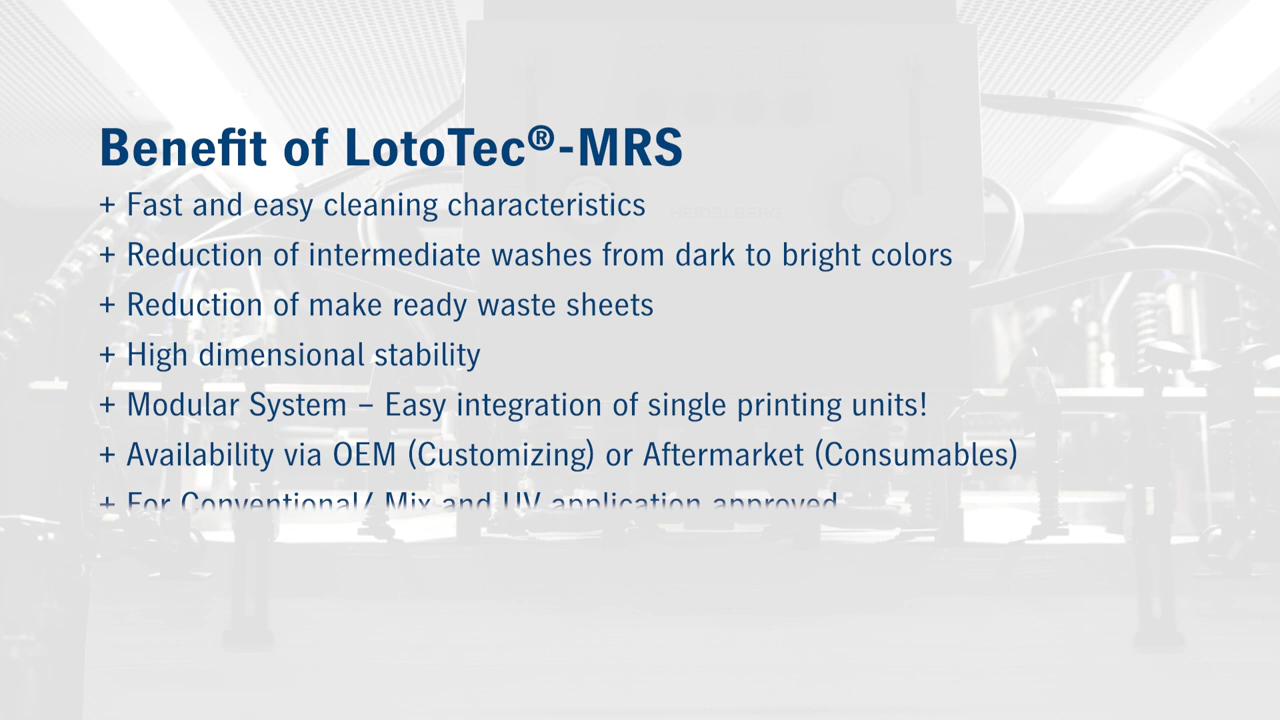 Benefit of LotoTec®-MRS
HEIDELBERG
+ Fast and easy cleaning characteristics
+ Reduction of intermediate washes from dark to bright colors
+ Reduction of make ready waste sheets
+ High dimensional stability
+ Modular System – Easy integration of single printing units!
+ Availability via OEM (Customizing) or Aftermarket (Consumables)
+ For Conventional/ Mix and UV application approved